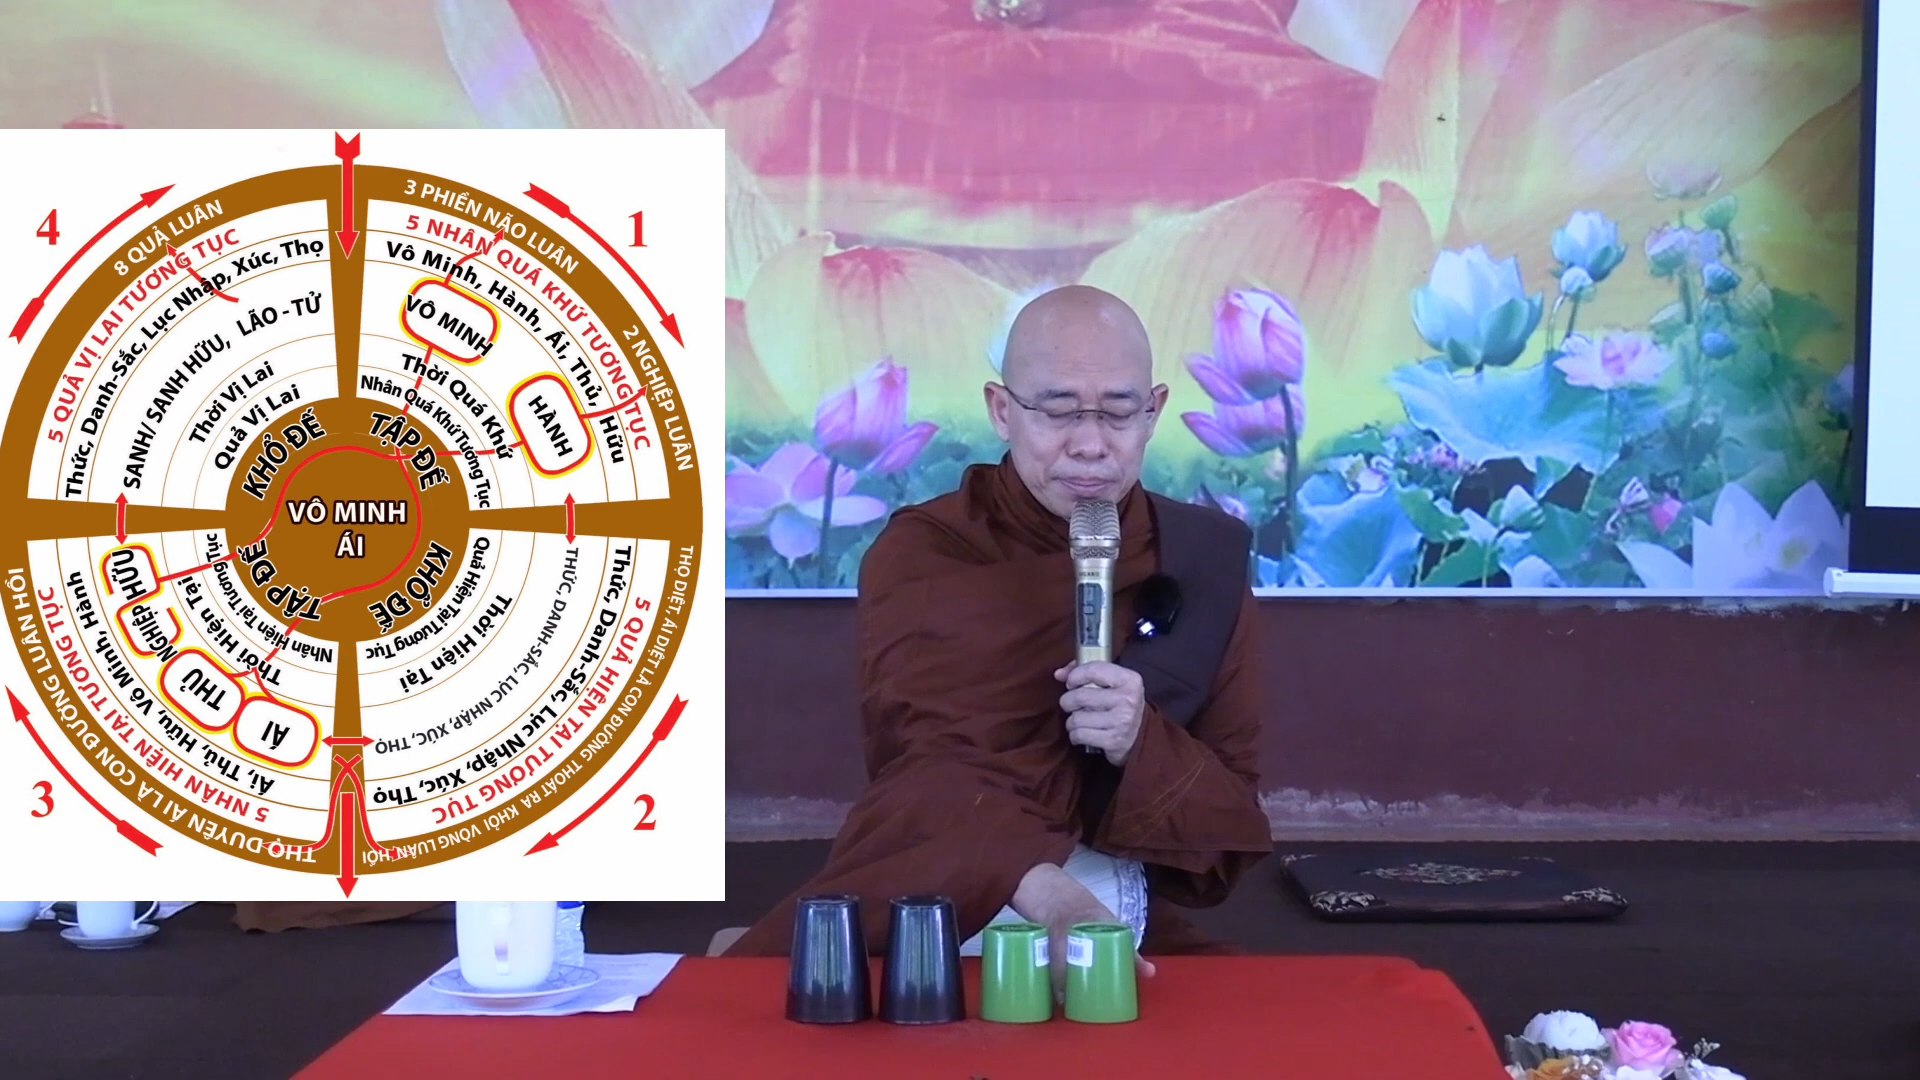 1
3 PHIỀN NÃO LUÂN
2 NGHIỆP LUÂN
5 NHÂN QUÁ KHỨ TƯƠNG TỤC
Vô Minh, Hành, Ái, Thủ, Hữu
VÔ MINH
HÀNH
Thời Quá Khứ
Nhân Quá Khứ Tương Tục
TẬP ĐẾ
2
THỌ DIỆT, ÁI DIỆT LÀ CON ĐƯỜNG THOÁT RA KHỎI VÒNG LUÂN HỒI
5 QUẢ HIỆN TẠI TƯƠNG TỤC
Thức, Danh-Sắc, Lục Nhập, Xúc, Thọ
THỨC, DANH-SẮC, LỤC NHẬP, XÚC, THỌ
Thời Hiện Tại
Quả Hiện Tại Tương Tục
KHỔ ĐẾ
3
THỌ DUYÊN ÁI LÀ CON ĐƯỜNG LUÂN HỒI
5 NHÂN HIỆN TẠI TƯƠNG TỤC
Ái, Thủ, Hữu, Vô Minh, Hành
ÁI
THỦ
NGHIỆP HỮU
Thời Hiện Tại
Nhân Hiện Tại Tương Tục
TẬP ĐẾ
4
8 QUẢ LUÂN
5 QUẢ VỊ LAI TƯƠNG TỤC
Thức, Danh-Sắc, Lục Nhập, Xúc, Thọ
SANH/ SANH HỮU, LÃO - TỬ
Thời Vị Lai
Quả Vị Lai
KHỔ ĐẾ
VÔ MINH
ÁI